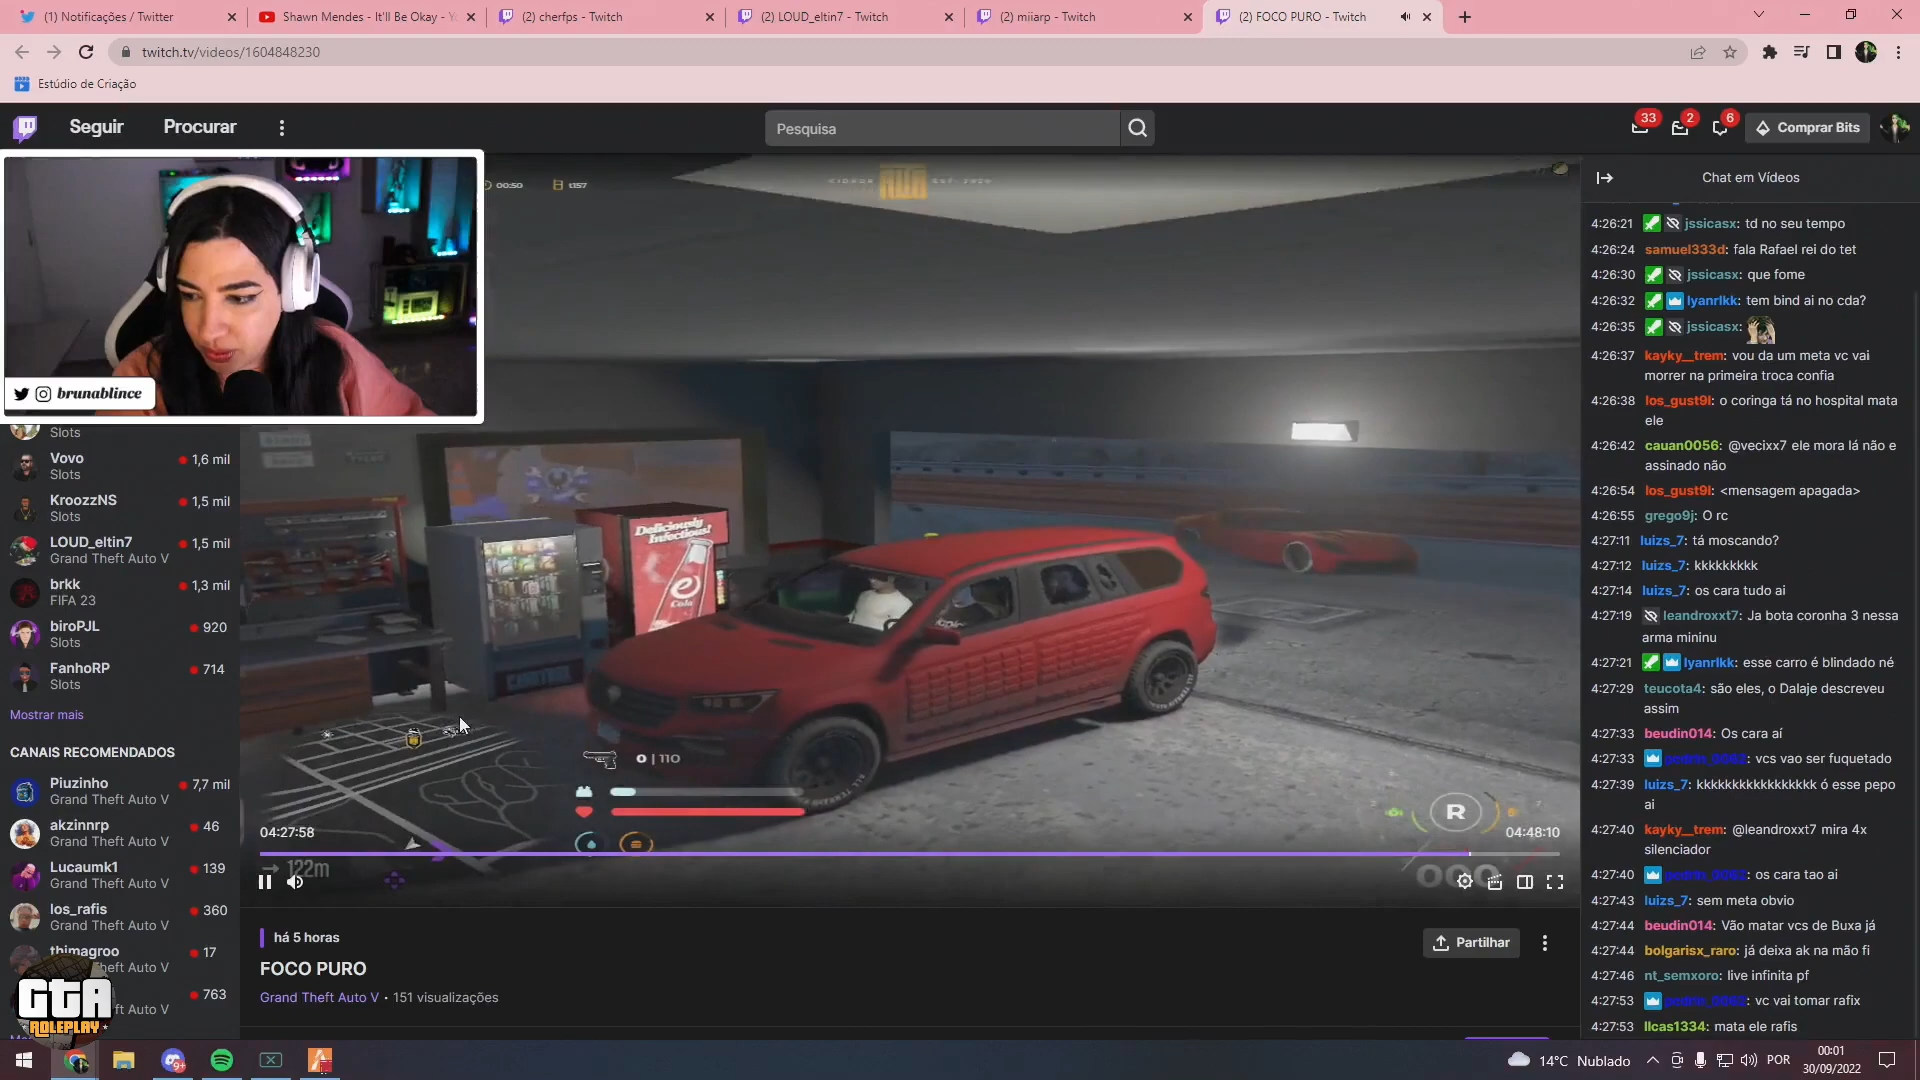 (2) Notificações / Twitter
Shawn Mendes - It'll Be Okay - Yo
(2) cherfps - Twitch
(2) LOUD_eltin7 - Twitch
(2) miiarp - Twitch
(2) FOCO PURO - Twitch
twitch.tv/videos/1604848230
Estúdio de Criação
Seguir
Procurar
Pesquisa
33
2
6
Comprar Bits
00:50
t157
brunablince
Slots
Vovo
1,6 mil
Slots
KroozzNS
1,5 mil
Slots
LOUD_eltin7
1,5 mil
Grand Theft Auto V
brkk
1,3 mil
FIFA 23
biroPJL
920
Slots
FanhoRP
714
Slots
Mostrar mais
CANAIS RECOMENDADOS
Piuzinho
7,7 mil
Grand Theft Auto V
akzinnrp
46
Grand Theft Auto V
Lucaumk1
139
Grand Theft Auto V
los_rafis
360
Grand Theft Auto V
thimagroo
17
heft Auto V
763
ft Auto V
GTA
ROLEPLAY
Deliciously
Infectious!
e
Cola
0 | 110
R
04:27:58
04:48:10
122m
há 5 horas
FOCO PURO
Grand Theft Auto V • 151 visualizações
Partilhar
Chat em Vídeos
4:26:21 jssicasx: td no seu tempo
4:26:24 samuel333d: fala Rafael rei do tet
4:26:30 jssicasx: que fome
4:26:32 lyanrlkk: tem bind ai no cda?
4:26:35 jssicasx:
4:26:37 kayky__trem: vou da um meta vc vai
morrer na primeira troca confia
4:26:38 los_gust9l: o coringa tá no hospital mata
ele
4:26:42 cauan0056: @vecixx7 ele mora lá não e
assinado não
4:26:54 los_gust9l: <mensagem apagada>
4:26:55 grego9j: O rc
4:27:11 luizs_7: tá moscando?
4:27:12 luizs_7: kkkkkkkkk
4:27:14 luizs_7: os cara tudo ai
4:27:19 leandroxxt7: Ja bota coronha 3 nessa
arma mininu
4:27:21 lyanrlkk: esse carro é blindado né
4:27:29 teucota4: são eles, o Dalaje descreveu
assim
4:27:33 beudin014: Os cara aí
4:27:33 vcs vao ser fuquetado
4:27:39 luizs_7: kkkkkkkkkkkkkkkkk ó esse pepo
ai
4:27:40 kayky__trem: @leandroxxt7 mira 4x
silenciador
4:27:40 os cara tao ai
4:27:43 luizs_7: sem meta obvio
4:27:44 beudin014: Vão matar vcs de Buxa já
4:27:44 bolgarisx_raro: já deixa ak na mão fi
4:27:46 nt_semxoro: live infinita pf
4:27:53 vc vai tomar rafix
4:27:53 llcas1334: mata ele rafis
9+
14°C Nublado
POR
00:01
30/09/2022